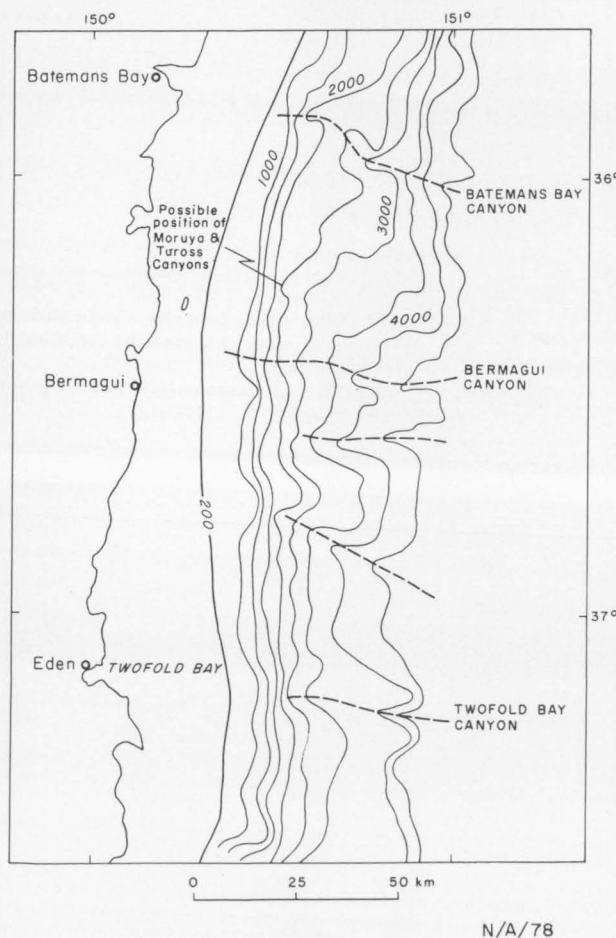 150°
151°
Batemans Bay
2000
36°
1000
BATEMANS BAY
CANYON
Possible
position of
Moruya &
Tuross
Canyons
3000
4000
BERMAGUI
CANYON
Bermagui
200
37°
Eden
TWOFOLD BAY
TWOFOLD BAY
CANYON
0
25
50 km
N/A/78